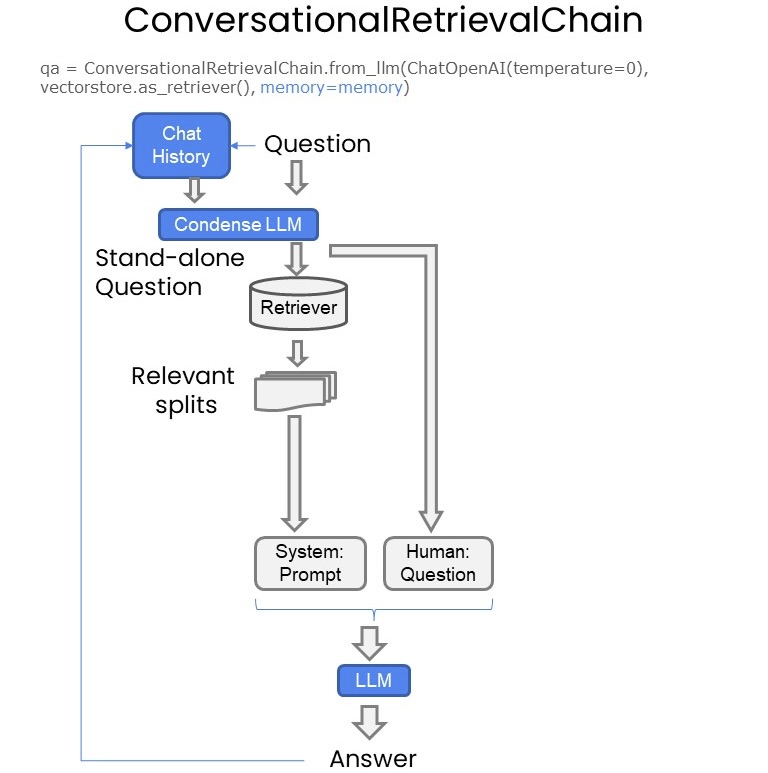 ConversationalRetrievalChain
qa = ConversationalRetrievalChain.from_llm(ChatOpenAI(temperature=0),
vectorstore.as_retriever(), memory=memory)
Chat
History
Question
Condense LLM
Stand-alone
Question
Retriever
Relevant
splits
System:
Prompt
Human:
Question
LLM
Answer